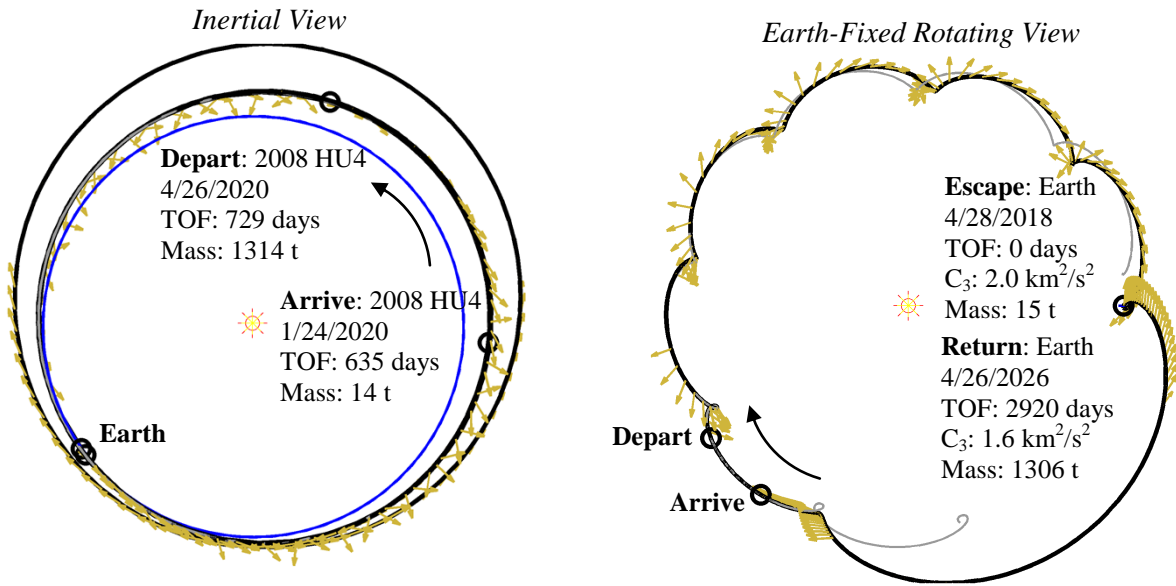 Inertial View
Depart: 2008 HU4
4/26/2020
TOF: 729 days
Mass: 1314 t
Arrive: 2008 HU4
1/24/2020
TOF: 635 days
Mass: 14 t
Earth
Earth-Fixed Rotating View
Escape: Earth
4/28/2018
TOF: 0 days
C₃: 2.0 km²/s²
Mass: 15 t
Return: Earth
4/26/2026
TOF: 2920 days
C₃: 1.6 km²/s²
Mass: 1306 t
Depart
Arrive